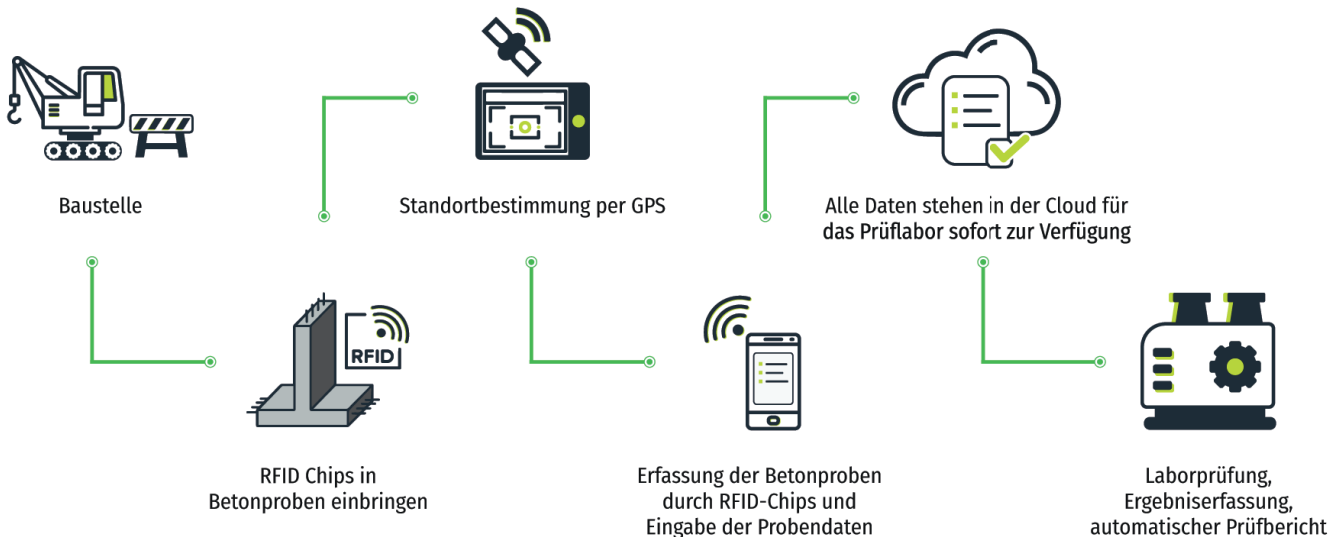 Baustelle
RFID
RFID Chips in
Betonproben einbringen
Standortbestimmung per GPS
Erfassung der Betonproben
durch RFID-Chips und
Eingabe der Probendaten
Alle Daten stehen in der Cloud für
das Prüflabor sofort zur Verfügung
Laborprüfung,
Ergebniserfassung,
automatischer Prüfbericht